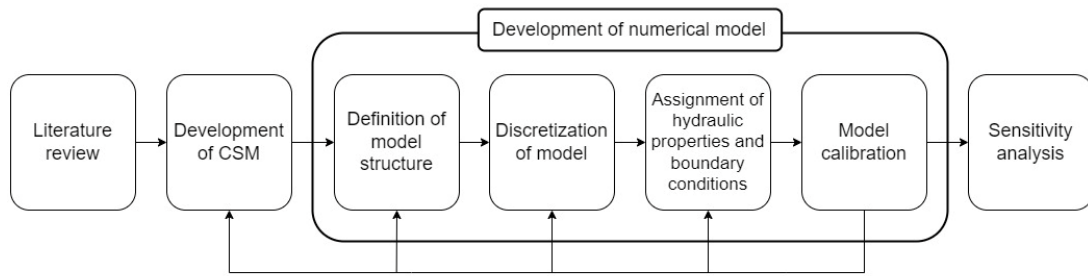 Development of numerical model
Literature
review
Development
of CSM
Definition of
model
structure
Discretization
of model
Assignment of
hydraulic
properties and
boundary
conditions
Model
calibration
Sensitivity
analysis